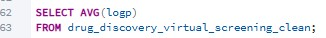 62 SELECT AVG(logp)
63 FROM drug_discovery_virtual_screening_clean;